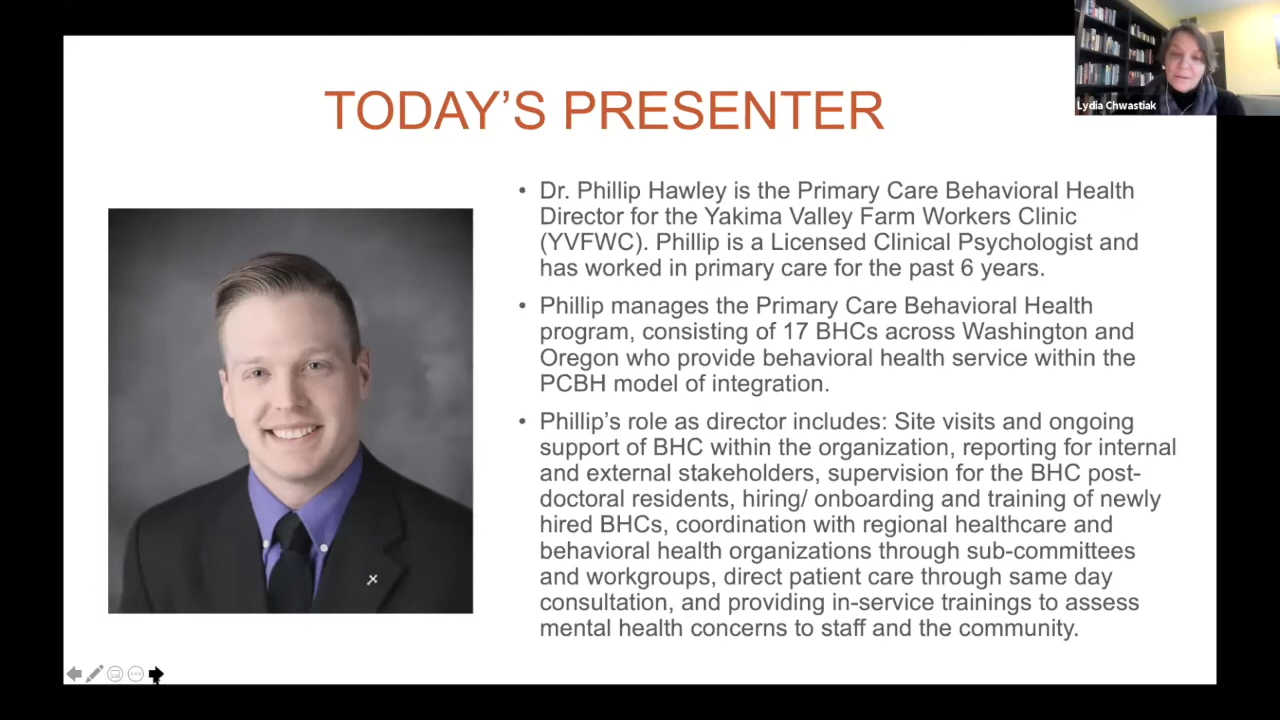 TODAY’S PRESENTER
Lydia Chwastiak
• Dr. Phillip Hawley is the Primary Care Behavioral Health
Director for the Yakima Valley Farm Workers Clinic
(YVFWC). Phillip is a Licensed Clinical Psychologist and
has worked in primary care for the past 6 years.
• Phillip manages the Primary Care Behavioral Health
program, consisting of 17 BHCs across Washington and
Oregon who provide behavioral health service within the
PCBH model of integration.
• Phillip’s role as director includes: Site visits and ongoing
support of BHC within the organization, reporting for internal
and external stakeholders, supervision for the BHC post-
doctoral residents, hiring/ onboarding and training of newly
hired BHCs, coordination with regional healthcare and
behavioral health organizations through sub-committees
and workgroups, direct patient care through same day
consultation, and providing in-service trainings to assess
mental health concerns to staff and the community.